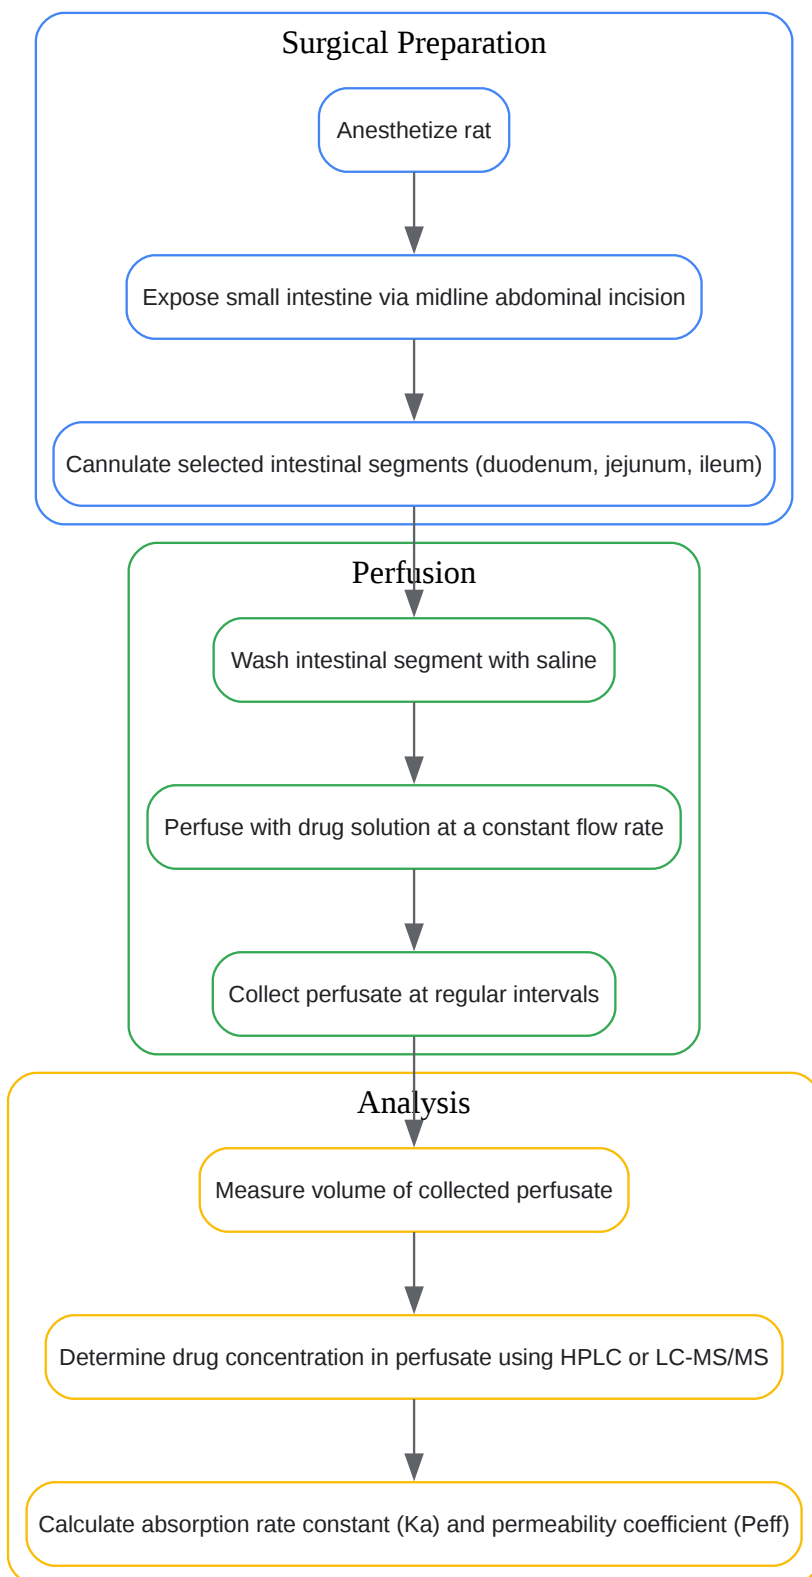 Surgical Preparation
Anesthetize rat
Expose small intestine via midline abdominal incision
Cannulate selected intestinal segments (duodenum, jejunum, ileum)
Perfusion
Wash intestinal segment with saline
Perfuse with drug solution at a constant flow rate
Collect perfusate at regular intervals
Analysis
Measure volume of collected perfusate
Determine drug concentration in perfusate using HPLC or LC-MS/MS
Calculate absorption rate constant (Ka) and permeability coefficient (Peff)